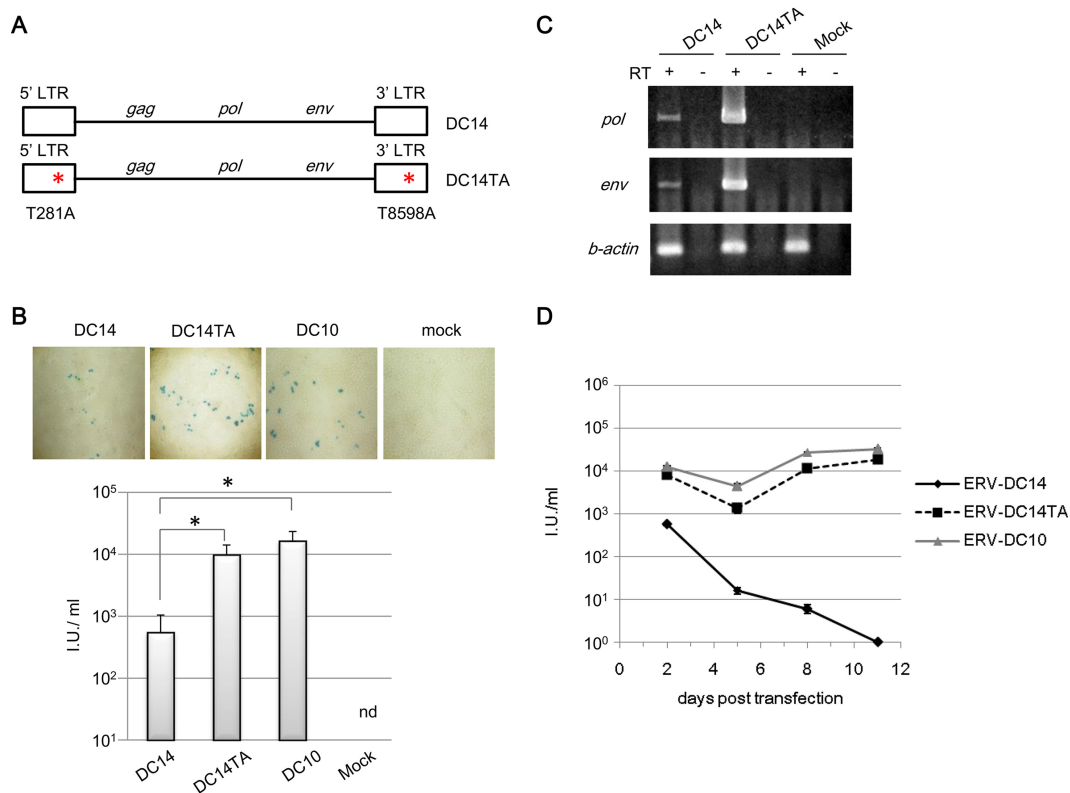 A
5' LTR 3' LTR
gag pol env
DC14
5' LTR 3' LTR
* gag pol env *
DC14TA
T281A T8598A
B
DC14 DC14TA DC10 mock
*
*
10⁵
10⁴
10³
10²
10¹
I.U./ ml
nd
DC14 DC14TA DC10 Mock
C
DC14 DC14TA Mock
RT + - + - + -
pol
env
b-actin
D
10⁶
10⁵
10⁴
10³
10²
10¹
10⁰
I.U./ml
0 2 4 6 8 10 12
days post transfection
ERV-DC14
ERV-DC14TA
ERV-DC10